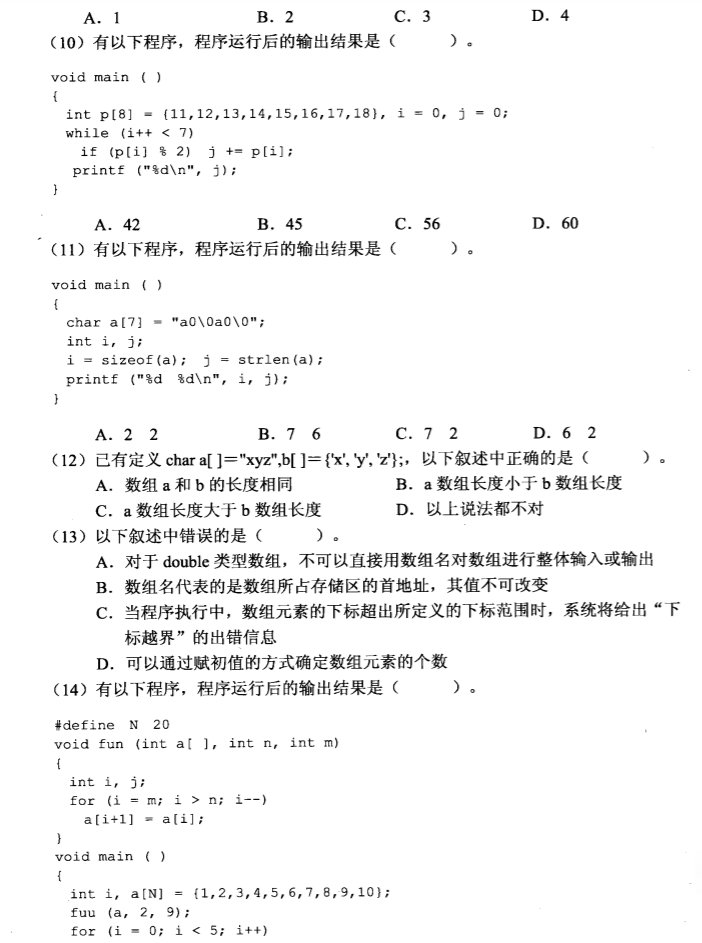 A．1 B．2 C．3 D．4
（10）有以下程序，程序运行后的输出结果是（ ）。
void main ( )
{
int p[8] = {11,12,13,14,15,16,17,18}, i = 0, j = 0;
while (i++ < 7)
if (p[i] % 2) j += p[i];
printf ("%d\n", j);
}
A．42 B．45 C．56 D．60
（11）有以下程序，程序运行后的输出结果是（ ）。
void main ( )
{
char a[7] = "a0\0a0\0";
int i, j;
i = sizeof(a); j = strlen(a);
printf ("%d %d\n", i, j);
}
A．2 2 B．7 6 C．7 2 D．6 2
（12）已有定义 char a[ ]="xyz",b[ ]={'x', 'y', 'z'};，以下叙述中正确的是（ ）。
A．数组 a 和 b 的长度相同 B．a 数组长度小于 b 数组长度
C．a 数组长度大于 b 数组长度 D．以上说法都不对
（13）以下叙述中错误的是（ ）。
A．对于 double 类型数组，不可以直接用数组名对数组进行整体输入或输出
B．数组名代表的是数组所占存储区的首地址，其值不可改变
C．当程序执行中，数组元素的下标超出所定义的下标范围时，系统将给出“下
标越界”的出错信息
D．可以通过赋初值的方式确定数组元素的个数
（14）有以下程序，程序运行后的输出结果是（ ）。
#define N 20
void fun (int a[ ], int n, int m)
{
int i, j;
for (i = m; i > n; i--)
a[i+1] = a[i];
}
void main ( )
{
int i, a[N] = {1,2,3,4,5,6,7,8,9,10};
fuu (a, 2, 9);
for (i = 0; i < 5; i++)